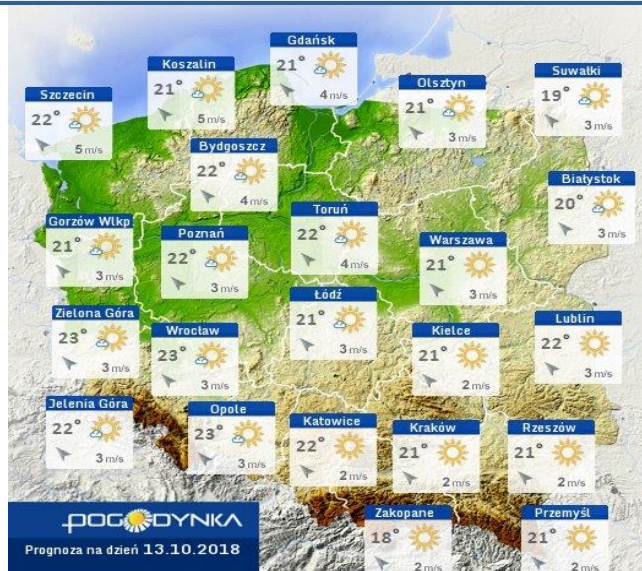 Gdańsk
21°
4 m/s
Koszalin
21°
5 m/s
Suwałki
19°
3 m/s
Olsztyn
21°
3 m/s
Szczecin
22°
5 m/s
Bydgoszcz
22°
4 m/s
Białystok
20°
3 m/s
Toruń
22°
4 m/s
Gorzów Wlkp
21°
3 m/s
Poznań
22°
3 m/s
Warszawa
21°
3 m/s
Łódź
21°
3 m/s
Zielona Góra
23°
3 m/s
Lublin
22°
3 m/s
Wrocław
23°
3 m/s
Kielce
21°
2 m/s
Jelenia Góra
22°
3 m/s
Opole
23°
3 m/s
Katowice
22°
2 m/s
Kraków
21°
2 m/s
Rzeszów
21°
2 m/s
Zakopane
18°
2 m/s
Przemyśl
21°
2 m/s
POGODYNKA
Prognoza na dzień 13.10.2018